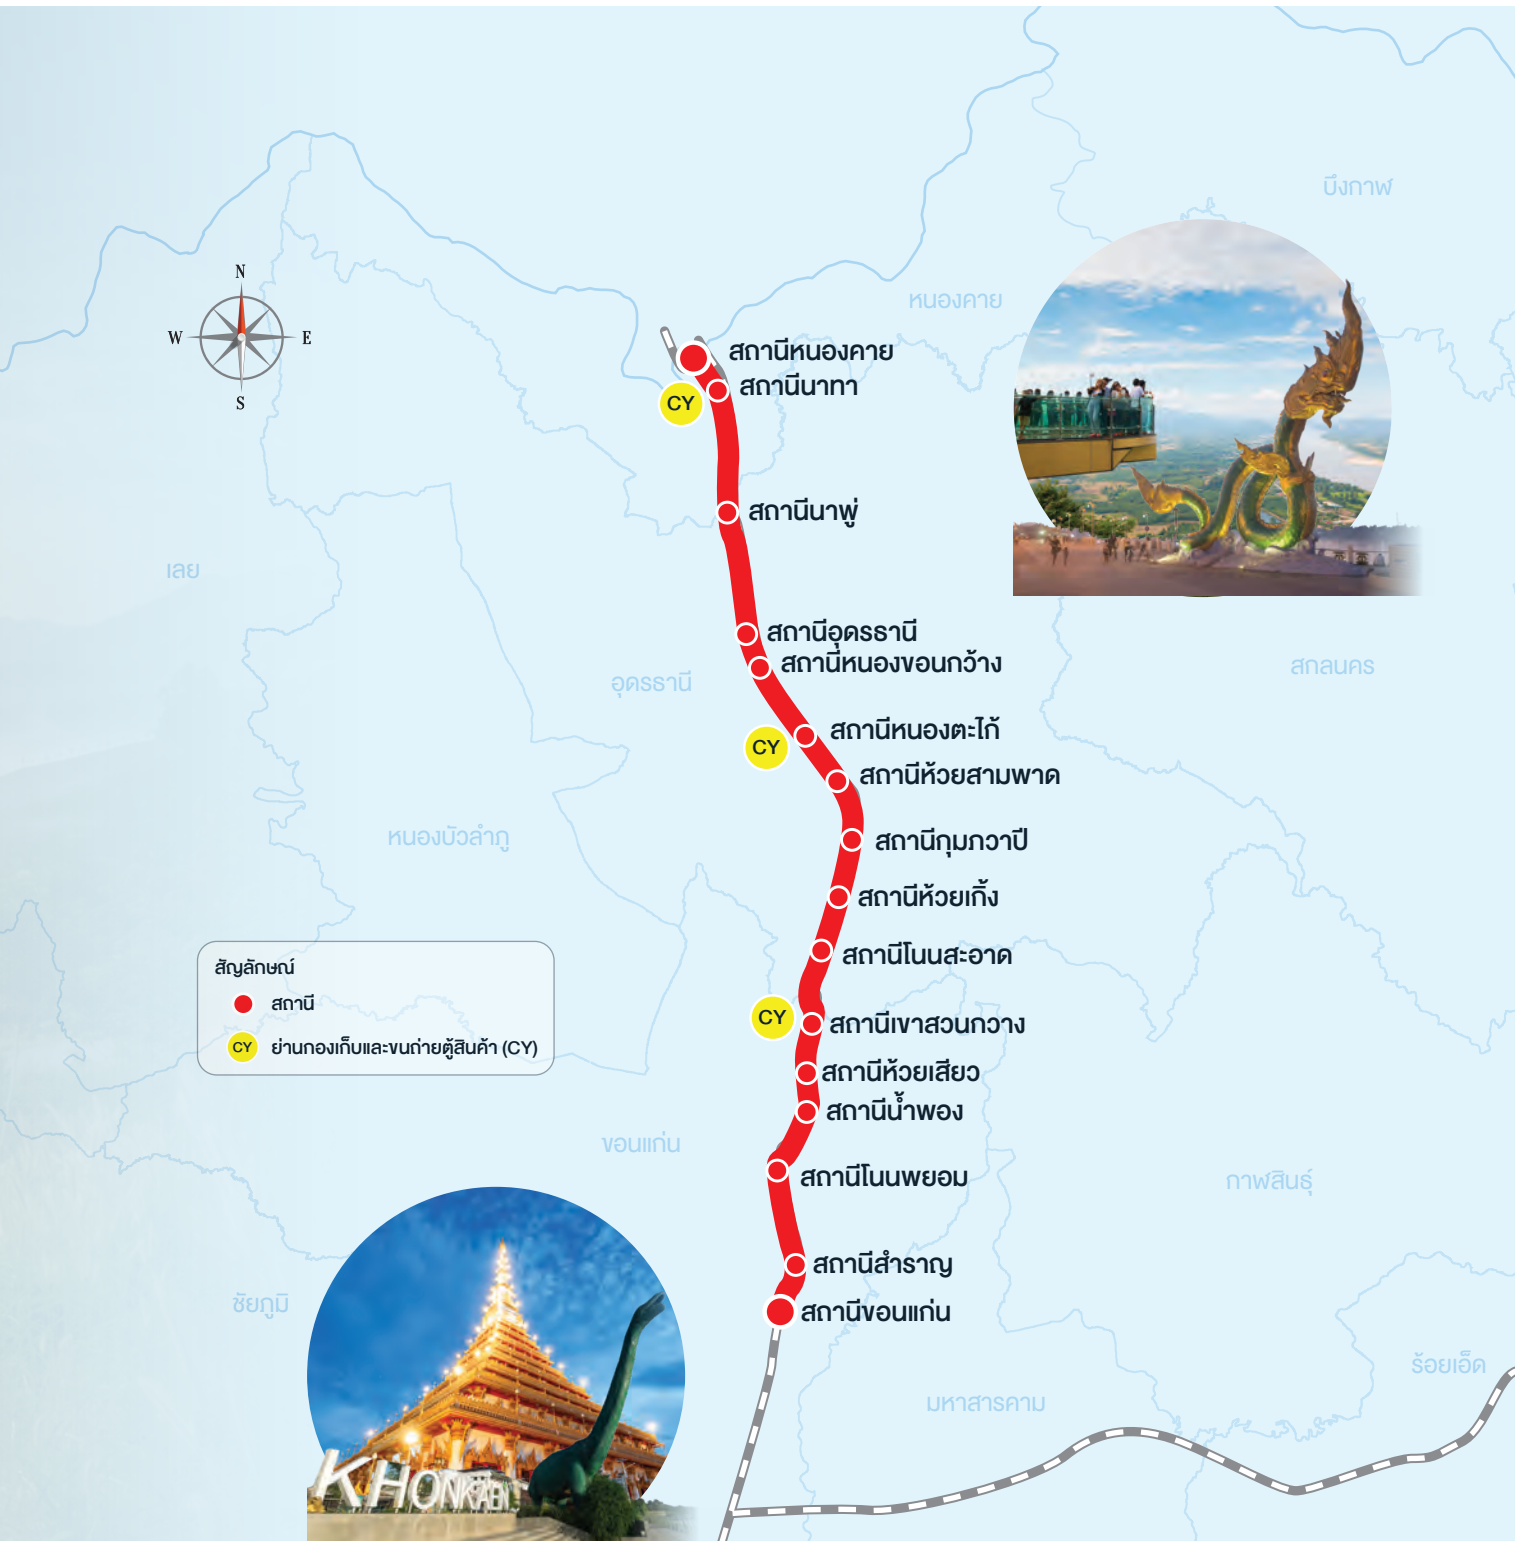 บึงกาฬ
N
W
E
S
หนองคาย
สถานีหนองคาย
สถานีนาทา
CY
สถานีนาพู่
เลย
สถานีอุดรธานี
สถานีหนองขอนกว้าง
สกลนคร
อุดรธานี
สถานีหนองตะไก้
CY
สถานีห้วยสามพาด
หนองบัวลำภู
สถานีกุมภวาปี
สถานีห้วยเกิ้ง
สถานีโนนสะอาด
สัญลักษณ์
สถานี
CY ย่านกองเก็บและขนถ่ายตู้สินค้า (CY)
CY
สถานีเขาสวนกวาง
สถานีห้วยเสียว
สถานีน้ำพอง
ขอนแก่น
สถานีโนนพยอม
กาฬสินธุ์
สถานีสำราญ
ชัยภูมิ
สถานีขอนแก่น
ร้อยเอ็ด
มหาสารคาม
KHONKAEN